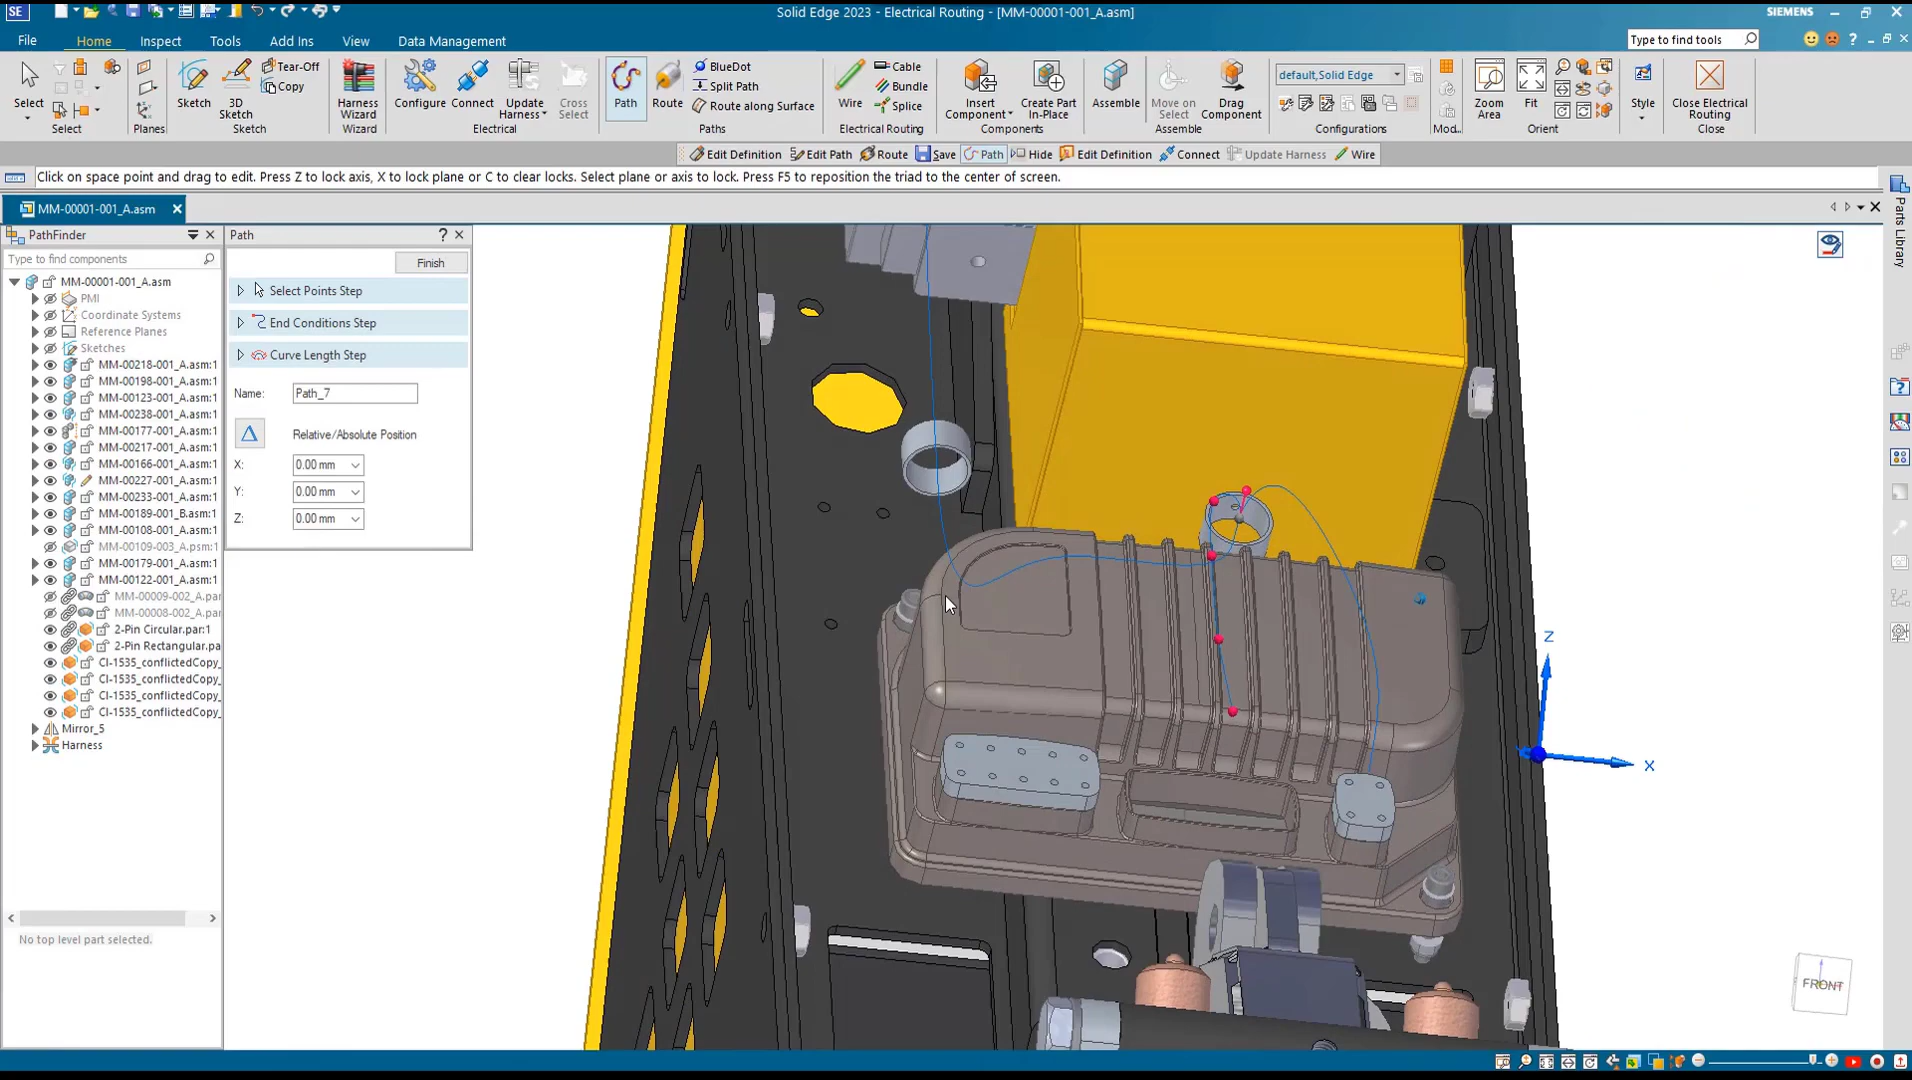 SE
Solid Edge 2023 - Electrical Routing - [MM-00001-001_A.asm]
SIEMENS
File
Home
Inspect
Tools
Add Ins
View
Data Management
Type to find tools
Select
Select
Planes
Sketch
3D Sketch
Tear-Off
Copy
Sketch
Harness Wizard
Wizard
Configure
Connect
Update Harness
Cross Select
Electrical
Path
Route
BlueDot
Split Path
Route along Surface
Paths
Wire
Cable
Bundle
Splice
Electrical Routing
Insert Component
Create Part In-Place
Components
Assemble
Move on Select
Drag Component
Assemble
default,Solid Edge
Configurations
Mod...
Zoom Area
Fit
Orient
Style
Close Electrical Routing
Close
Edit Definition
Edit Path
Route
Save
Path
Hide
Edit Definition
Connect
Update Harness
Wire
Click on space point and drag to edit. Press Z to lock axis, X to lock plane or C to clear locks. Select plane or axis to lock. Press F5 to reposition the triad to the center of screen.
MM-00001-001_A.asm
PathFinder
Type to find components
MM-00001-001_A.asm
PMI
Coordinate Systems
Reference Planes
Sketches
MM-00218-001_A.asm:1
MM-00198-001_A.asm:1
MM-00123-001_A.asm:1
MM-00238-001_A.asm:1
MM-00177-001_A.asm:1
MM-00217-001_A.asm:1
MM-00166-001_A.asm:1
MM-00227-001_A.asm:1
MM-00233-001_A.asm:1
MM-00189-001_B.asm:1
MM-00108-001_A.asm:1
MM-00109-003_A.psm:1
MM-00179-001_A.asm:1
MM-00122-001_A.asm:1
MM-00009-002_A.par
MM-00008-002_A.par
2-Pin Circular.par:1
2-Pin Rectangular.pa
CI-1535_conflictedCopy_
CI-1535_conflictedCopy_
CI-1535_conflictedCopy_
CI-1535_conflictedCopy_
Mirror_5
Harness
No top level part selected.
Path
?
Finish
Select Points Step
End Conditions Step
Curve Length Step
Name:
Path_7
Relative/Absolute Position
X:
0.00 mm
Y:
0.00 mm
Z:
0.00 mm
Z
X
FRONT
Parts Library